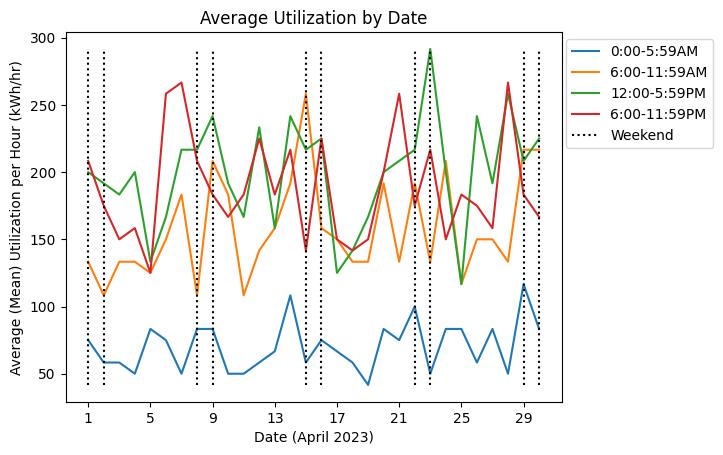 Average Utilization by Date
Average (Mean) Utilization per Hour (kWh/hr)
300
250
200
150
100
50
1 5 9 13 17 21 25 29
Date (April 2023)
0:00-5:59AM
6:00-11:59AM
12:00-5:59PM
6:00-11:59PM
Weekend